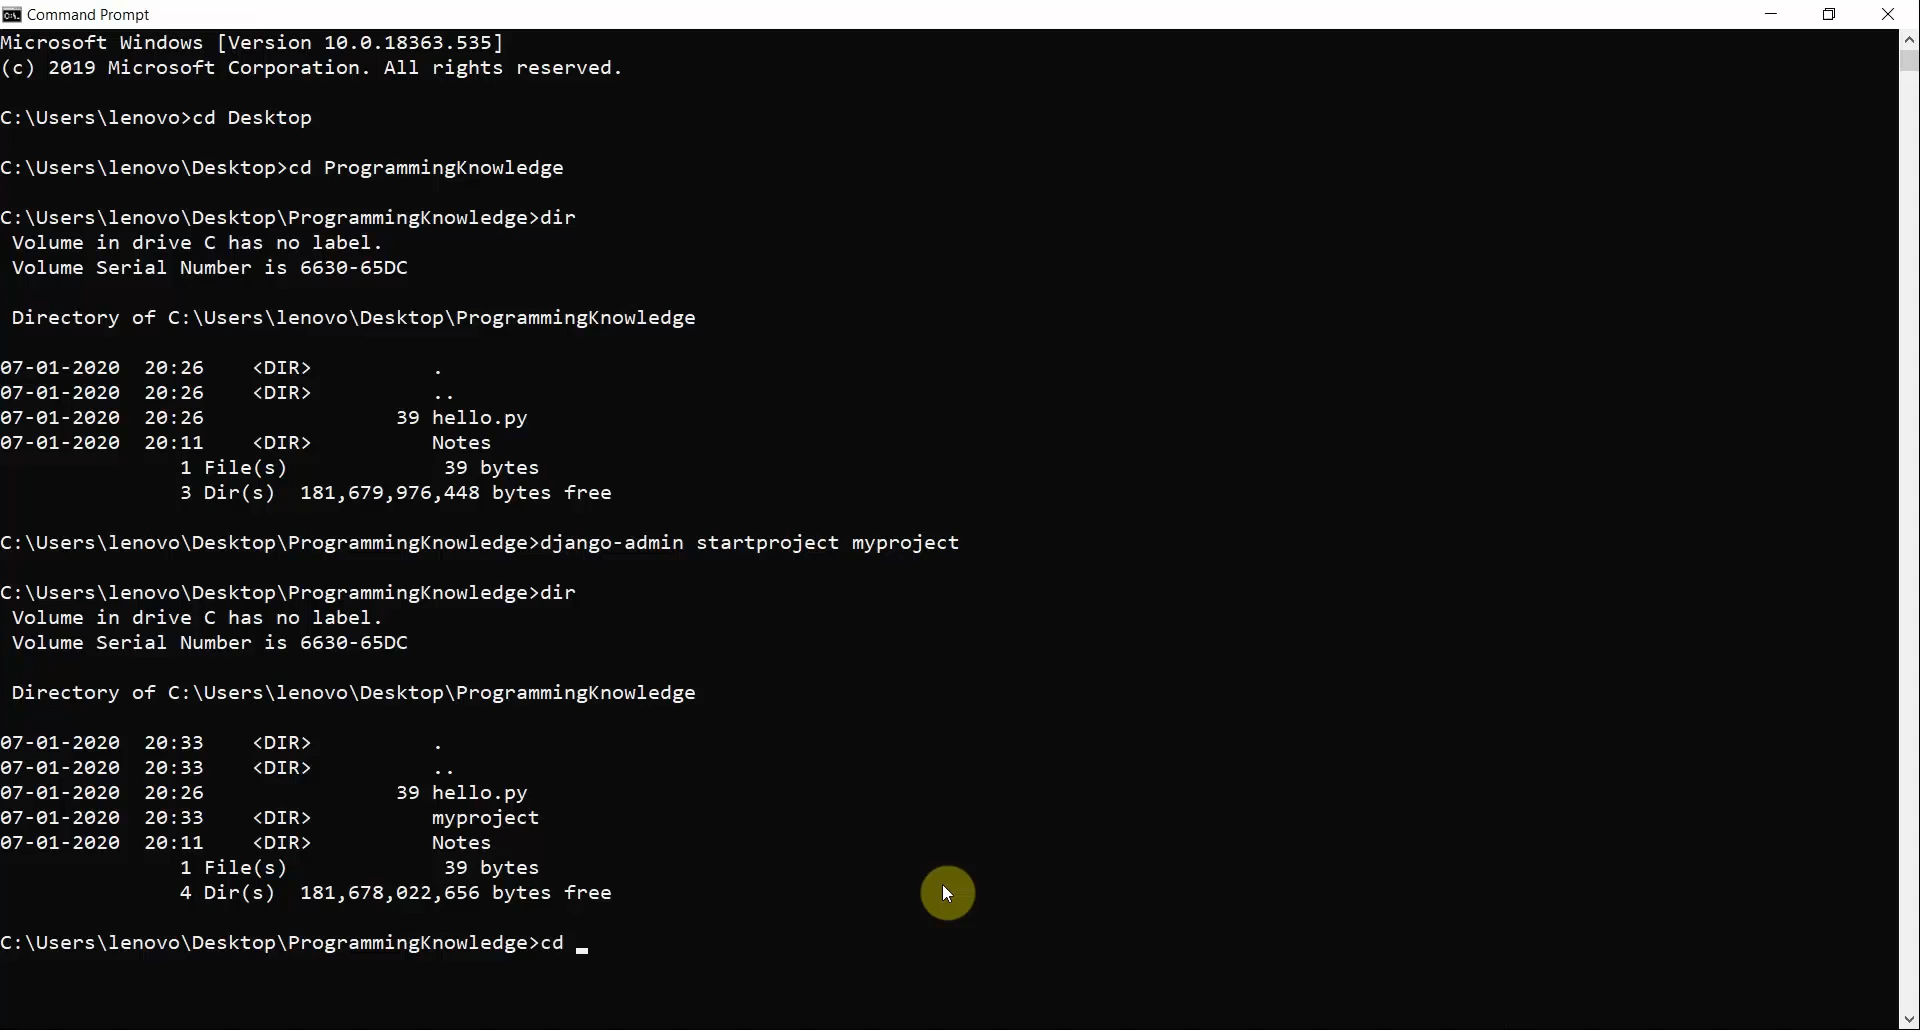 Command Prompt
Microsoft Windows [Version 10.0.18363.535]
(c) 2019 Microsoft Corporation. All rights reserved.
C:\Users\lenovo>cd Desktop
C:\Users\lenovo\Desktop>cd ProgrammingKnowledge
C:\Users\lenovo\Desktop\ProgrammingKnowledge>dir
Volume in drive C has no label.
Volume Serial Number is 6630-65DC
Directory of C:\Users\lenovo\Desktop\ProgrammingKnowledge
07-01-2020  20:26    <DIR>          .
07-01-2020  20:26    <DIR>          ..
07-01-2020  20:26                39 hello.py
07-01-2020  20:11    <DIR>          Notes
1 File(s)             39 bytes
3 Dir(s)  181,679,976,448 bytes free
C:\Users\lenovo\Desktop\ProgrammingKnowledge>django-admin startproject myproject
C:\Users\lenovo\Desktop\ProgrammingKnowledge>dir
Volume in drive C has no label.
Volume Serial Number is 6630-65DC
Directory of C:\Users\lenovo\Desktop\ProgrammingKnowledge
07-01-2020  20:33    <DIR>          .
07-01-2020  20:33    <DIR>          ..
07-01-2020  20:26                39 hello.py
07-01-2020  20:33    <DIR>          myproject
07-01-2020  20:11    <DIR>          Notes
1 File(s)             39 bytes
4 Dir(s)  181,678,022,656 bytes free
C:\Users\lenovo\Desktop\ProgrammingKnowledge>cd